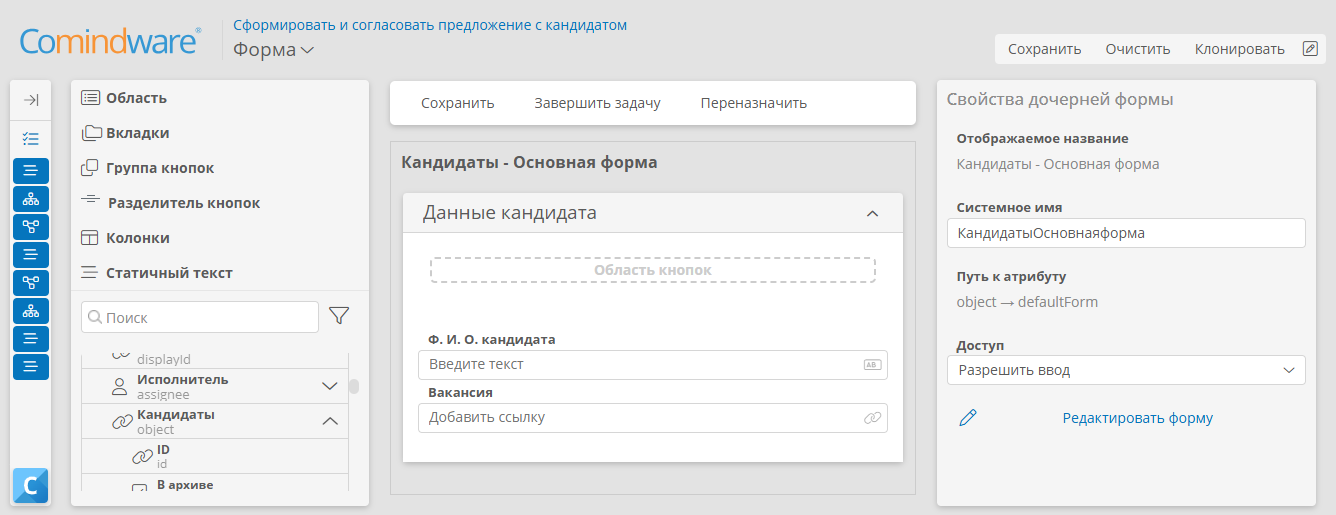 Comindware®
Сформировать и согласовать предложение с кандидатом
Форма
Сохранить Очистить Клонировать
Область
Вкладки
Группа кнопок
Разделитель кнопок
Колонки
Статичный текст
Поиск
displayId
Исполнитель
assignee
Кандидаты
object
ID
id
В архиве
C
Сохранить Завершить задачу Переназначить
Кандидаты - Основная форма
Данные кандидата
Область кнопок
Ф. И. О. кандидата
Введите текст
AB
Вакансия
Добавить ссылку
Свойства дочерней формы
Отображаемое название
Кандидаты - Основная форма
Системное имя
КандидатыОсновнаяформа
Путь к атрибуту
object → defaultForm
Доступ
Разрешить ввод
Редактировать форму